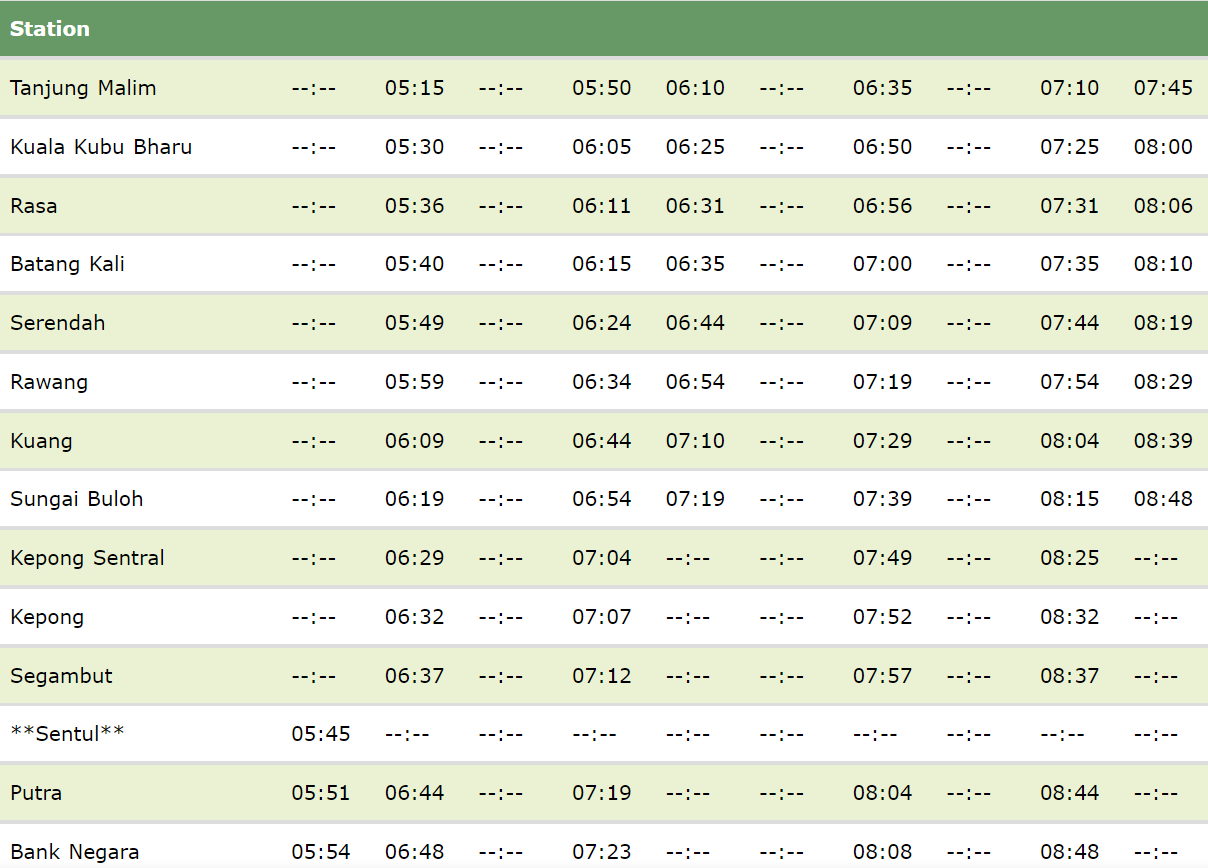 Station
Tanjung Malim --:-- 05:15 --:-- 05:50 06:10 --:-- 06:35 --:-- 07:10 07:45
Kuala Kubu Bharu --:-- 05:30 --:-- 06:05 06:25 --:-- 06:50 --:-- 07:25 08:00
Rasa --:-- 05:36 --:-- 06:11 06:31 --:-- 06:56 --:-- 07:31 08:06
Batang Kali --:-- 05:40 --:-- 06:15 06:35 --:-- 07:00 --:-- 07:35 08:10
Serendah --:-- 05:49 --:-- 06:24 06:44 --:-- 07:09 --:-- 07:44 08:19
Rawang --:-- 05:59 --:-- 06:34 06:54 --:-- 07:19 --:-- 07:54 08:29
Kuang --:-- 06:09 --:-- 06:44 07:10 --:-- 07:29 --:-- 08:04 08:39
Sungai Buloh --:-- 06:19 --:-- 06:54 07:19 --:-- 07:39 --:-- 08:15 08:48
Kepong Sentral --:-- 06:29 --:-- 07:04 --:-- --:-- 07:49 --:-- 08:25 --:--
Kepong --:-- 06:32 --:-- 07:07 --:-- --:-- 07:52 --:-- 08:32 --:--
Segambut --:-- 06:37 --:-- 07:12 --:-- --:-- 07:57 --:-- 08:37 --:--
**Sentul** 05:45 --:-- --:-- --:-- --:-- --:-- --:-- --:-- --:-- --:--
Putra 05:51 06:44 --:-- 07:19 --:-- --:-- 08:04 --:-- 08:44 --:--
Bank Negara 05:54 06:48 --:-- 07:23 --:-- --:-- 08:08 --:-- 08:48 --:--